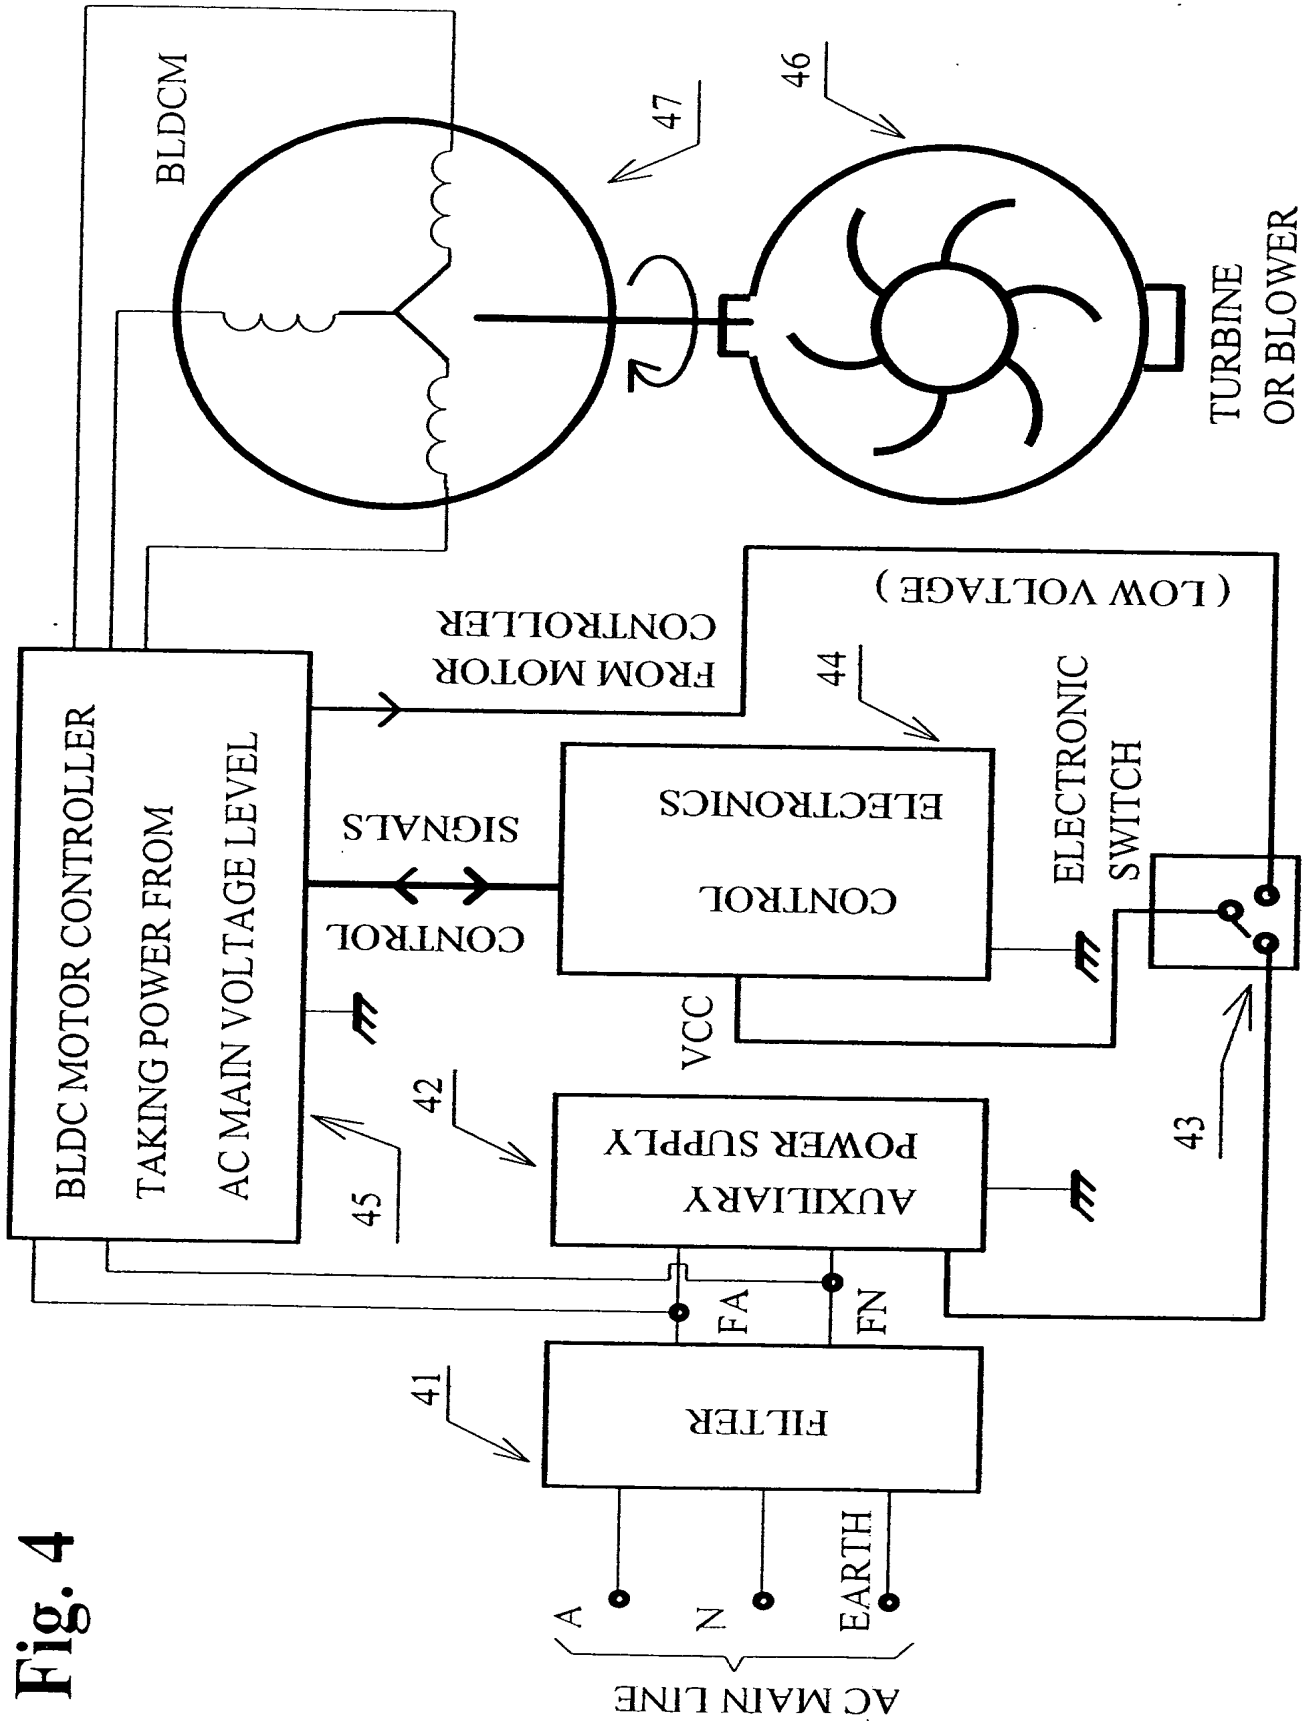 Fig. 4
AC MAIN LINE
A
N
EARTH
41
FILTER
FA
FN
45
BLDC MOTOR CONTROLLER
TAKING POWER FROM
AC MAIN VOLTAGE LEVEL
42
AUXILIARY
POWER SUPPLY
43
VCC
CONTROL
SIGNALS
CONTROL
ELECTRONICS
44
ELECTRONIC
SWITCH
FROM MOTOR
CONTROLLER
( LOW VOLTAGE )
BLDCM
47
46
TURBINE
OR BLOWER